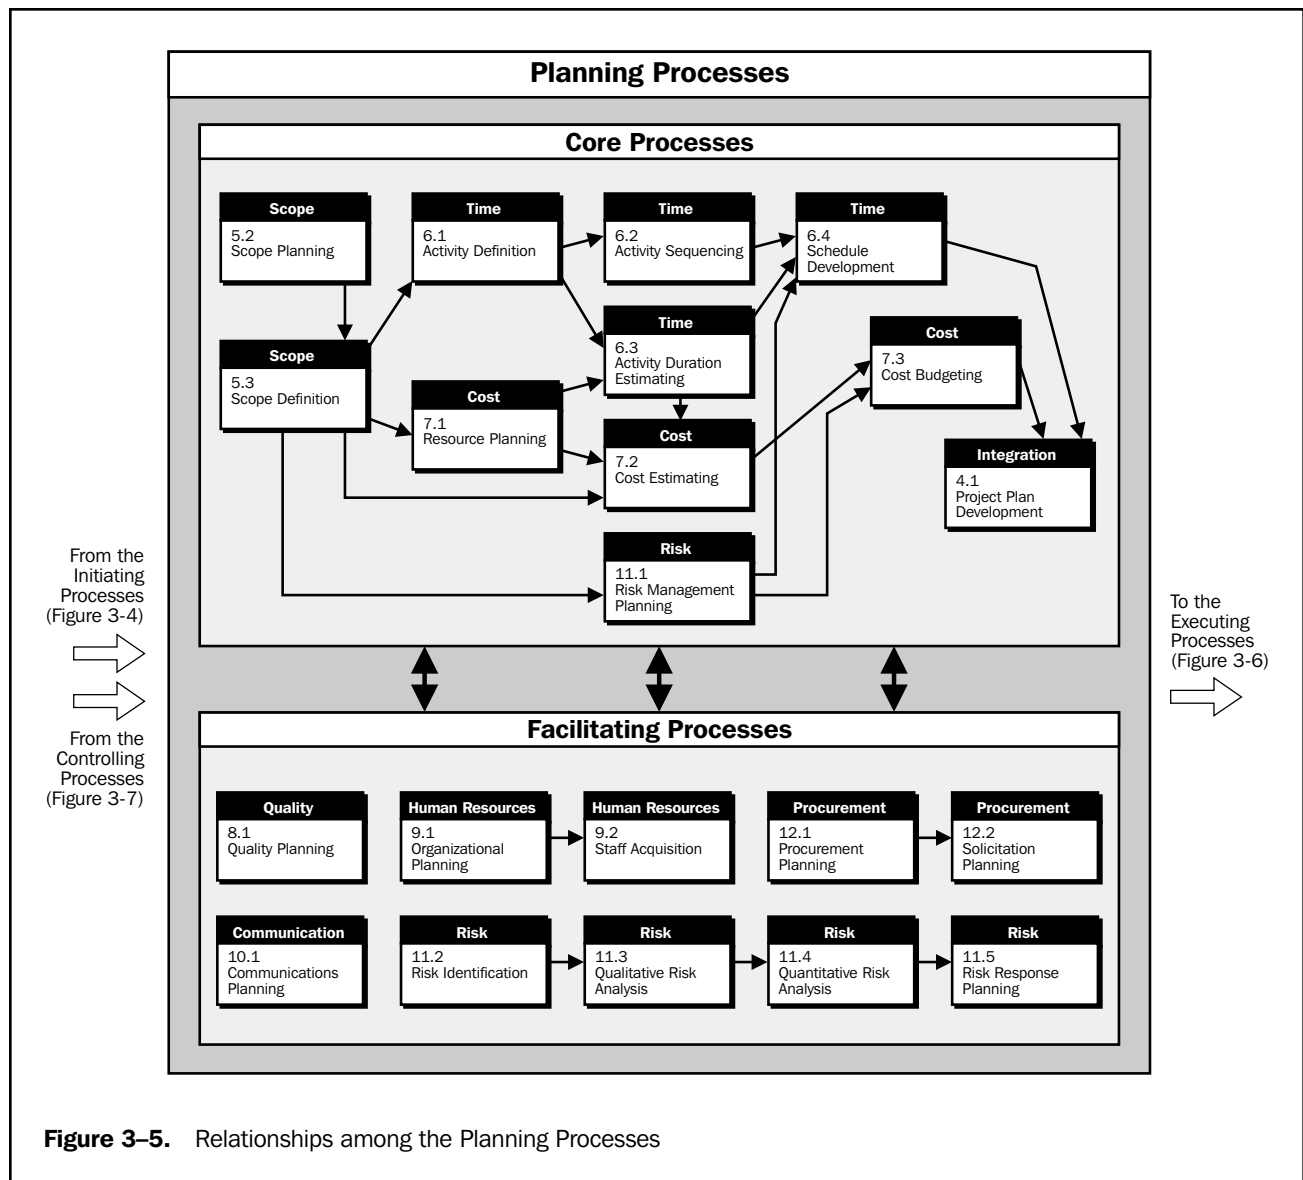 Planning Processes
Core Processes
Scope
5.2
Scope Planning
Time
6.1
Activity Definition
Time
6.2
Activity Sequencing
Time
6.4
Schedule
Development
Time
6.3
Activity Duration
Estimating
Cost
7.3
Cost Budgeting
Scope
5.3
Scope Definition
Cost
7.1
Resource Planning
Cost
7.2
Cost Estimating
Integration
4.1
Project Plan
Development
Risk
11.1
Risk Management
Planning
From the
Initiating
Processes
(Figure 3-4)
From the
Controlling
Processes
(Figure 3-7)
To the
Executing
Processes
(Figure 3-6)
Facilitating Processes
Quality
8.1
Quality Planning
Human Resources
9.1
Organizational
Planning
Human Resources
9.2
Staff Acquisition
Procurement
12.1
Procurement
Planning
Procurement
12.2
Solicitation
Planning
Communication
10.1
Communications
Planning
Risk
11.2
Risk Identification
Risk
11.3
Qualitative Risk
Analysis
Risk
11.4
Quantitative Risk
Analysis
Risk
11.5
Risk Response
Planning
Figure 3–5. Relationships among the Planning Processes